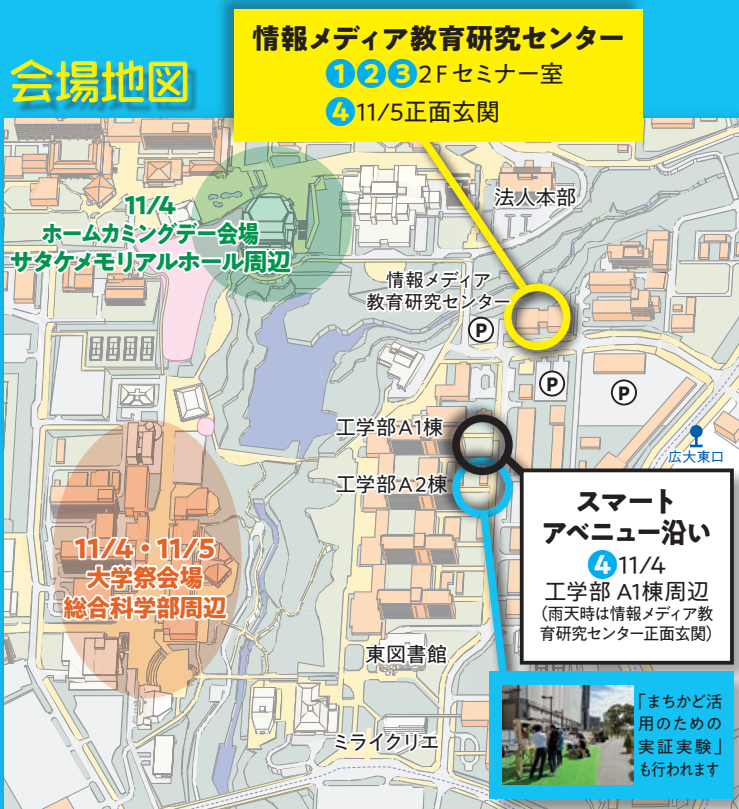 会場地図
情報メディア教育研究センター
❶❷❸2Fセミナー室
❹11/5正面玄関
法人本部
11/4
ホームカミングデー会場
サタケメモリアルホール周辺
情報メディア
教育研究センター
P
P
P
工学部A1棟
広大東口
工学部A2棟
スマート
アベニュー沿い
❹11/4
工学部 A1棟周辺
(雨天時は情報メディア教
育研究センター正面玄関)
11/4・11/5
大学祭会場
総合科学部周辺
東図書館
ミライクリエ
「まちかど活
用のための
実証実験」
も行われます